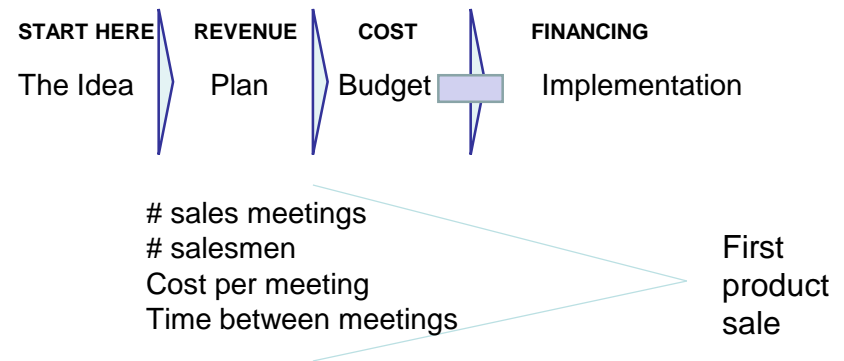 START HERE REVENUE COST FINANCING
The Idea Plan Budget Implementation
# sales meetings
# salesmen
Cost per meeting
Time between meetings
First
product
sale